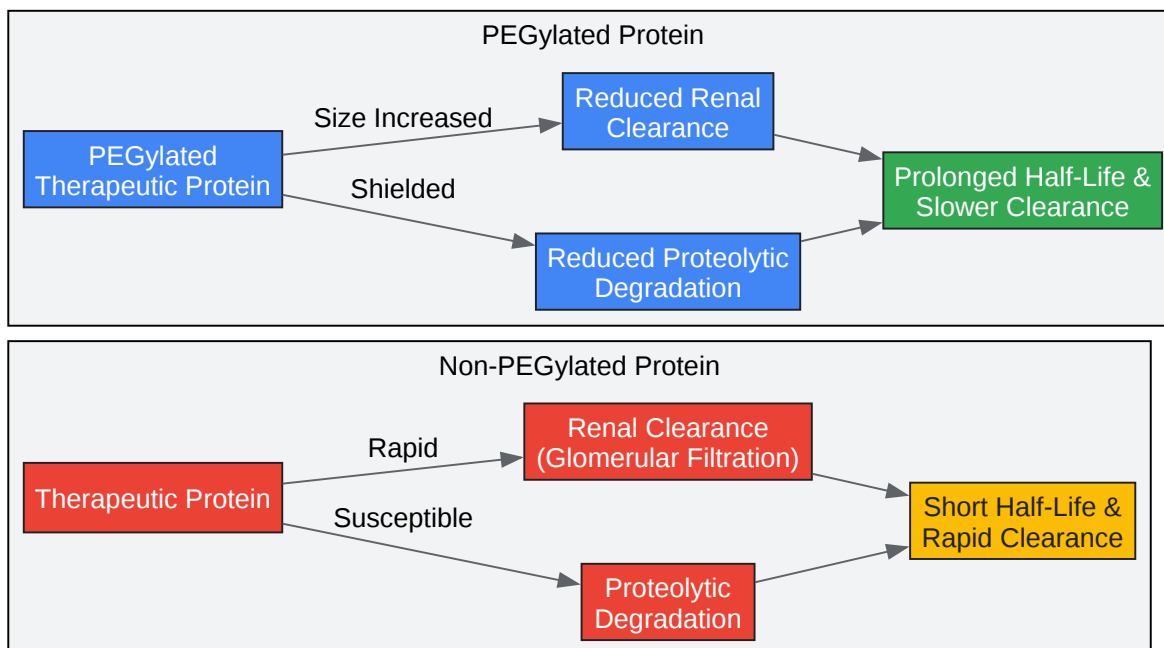 PEGylated Protein
PEGylated
Therapeutic Protein
Size Increased
Shielded
Reduced Renal
Clearance
Reduced Proteolytic
Degradation
Prolonged Half-Life &
Slower Clearance
Non-PEGylated Protein
Therapeutic Protein
Rapid
Susceptible
Renal Clearance
(Glomerular Filtration)
Proteolytic
Degradation
Short Half-Life &
Rapid Clearance